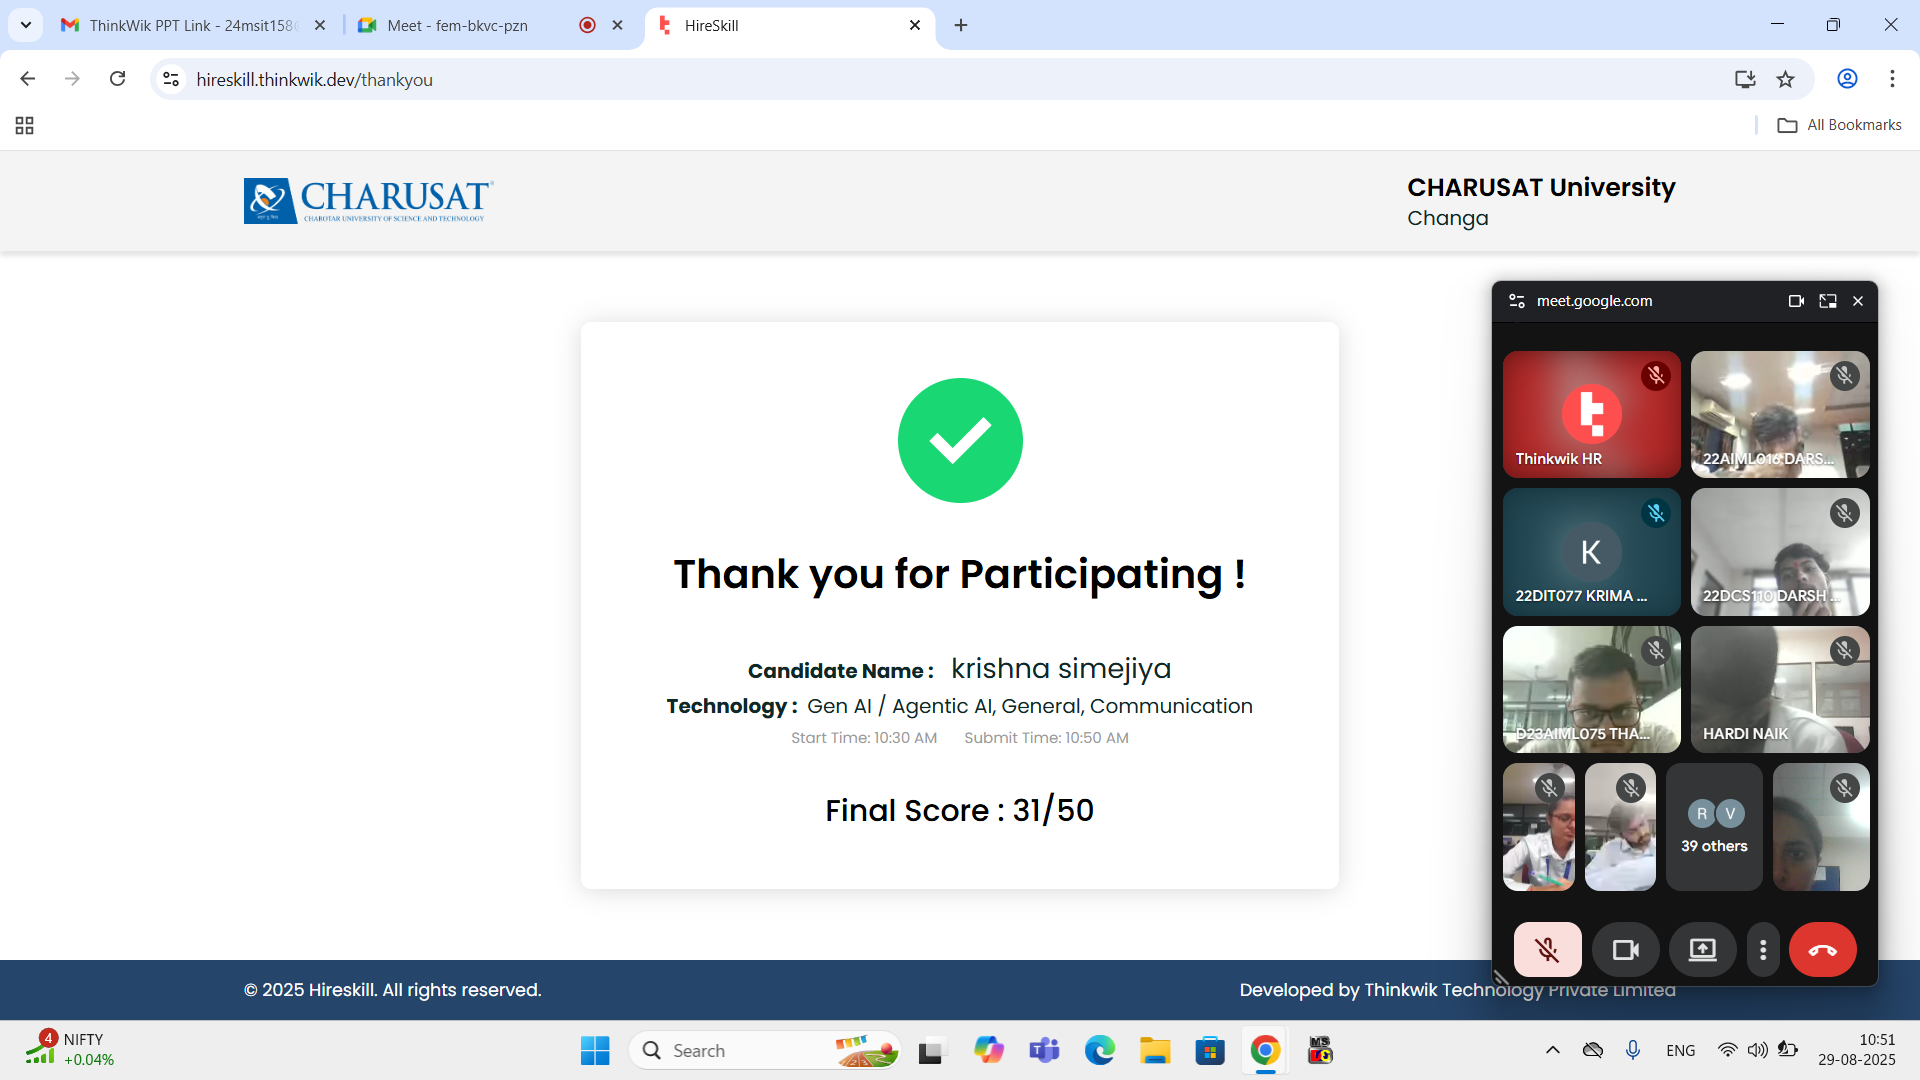 ThinkWik PPT Link - 24msit158
Meet - fem-bkvc-pzn
HireSkill
hireskill.thinkwik.dev/thankyou
All Bookmarks
CHARUSAT
CHAROTAR UNIVERSITY OF SCIENCE AND TECHNOLOGY
CHARUSAT University
Changa
meet.google.com
Thinkwik HR
22AIML016 DARS...
K
22DIT077 KRIMA ...
22DCS110 DARSH ...
D23AIML075 THA...
HARDI NAIK
R V
39 others
Thank you for Participating !
Candidate Name : krishna simejiya
Technology : Gen AI / Agentic AI, General, Communication
Start Time: 10:30 AM Submit Time: 10:50 AM
Final Score : 31/50
© 2025 Hireskill. All rights reserved.
Developed by Thinkwik Technology Private Limited
4
NIFTY
+0.04%
Search
MS
ENG
10:51
29-08-2025